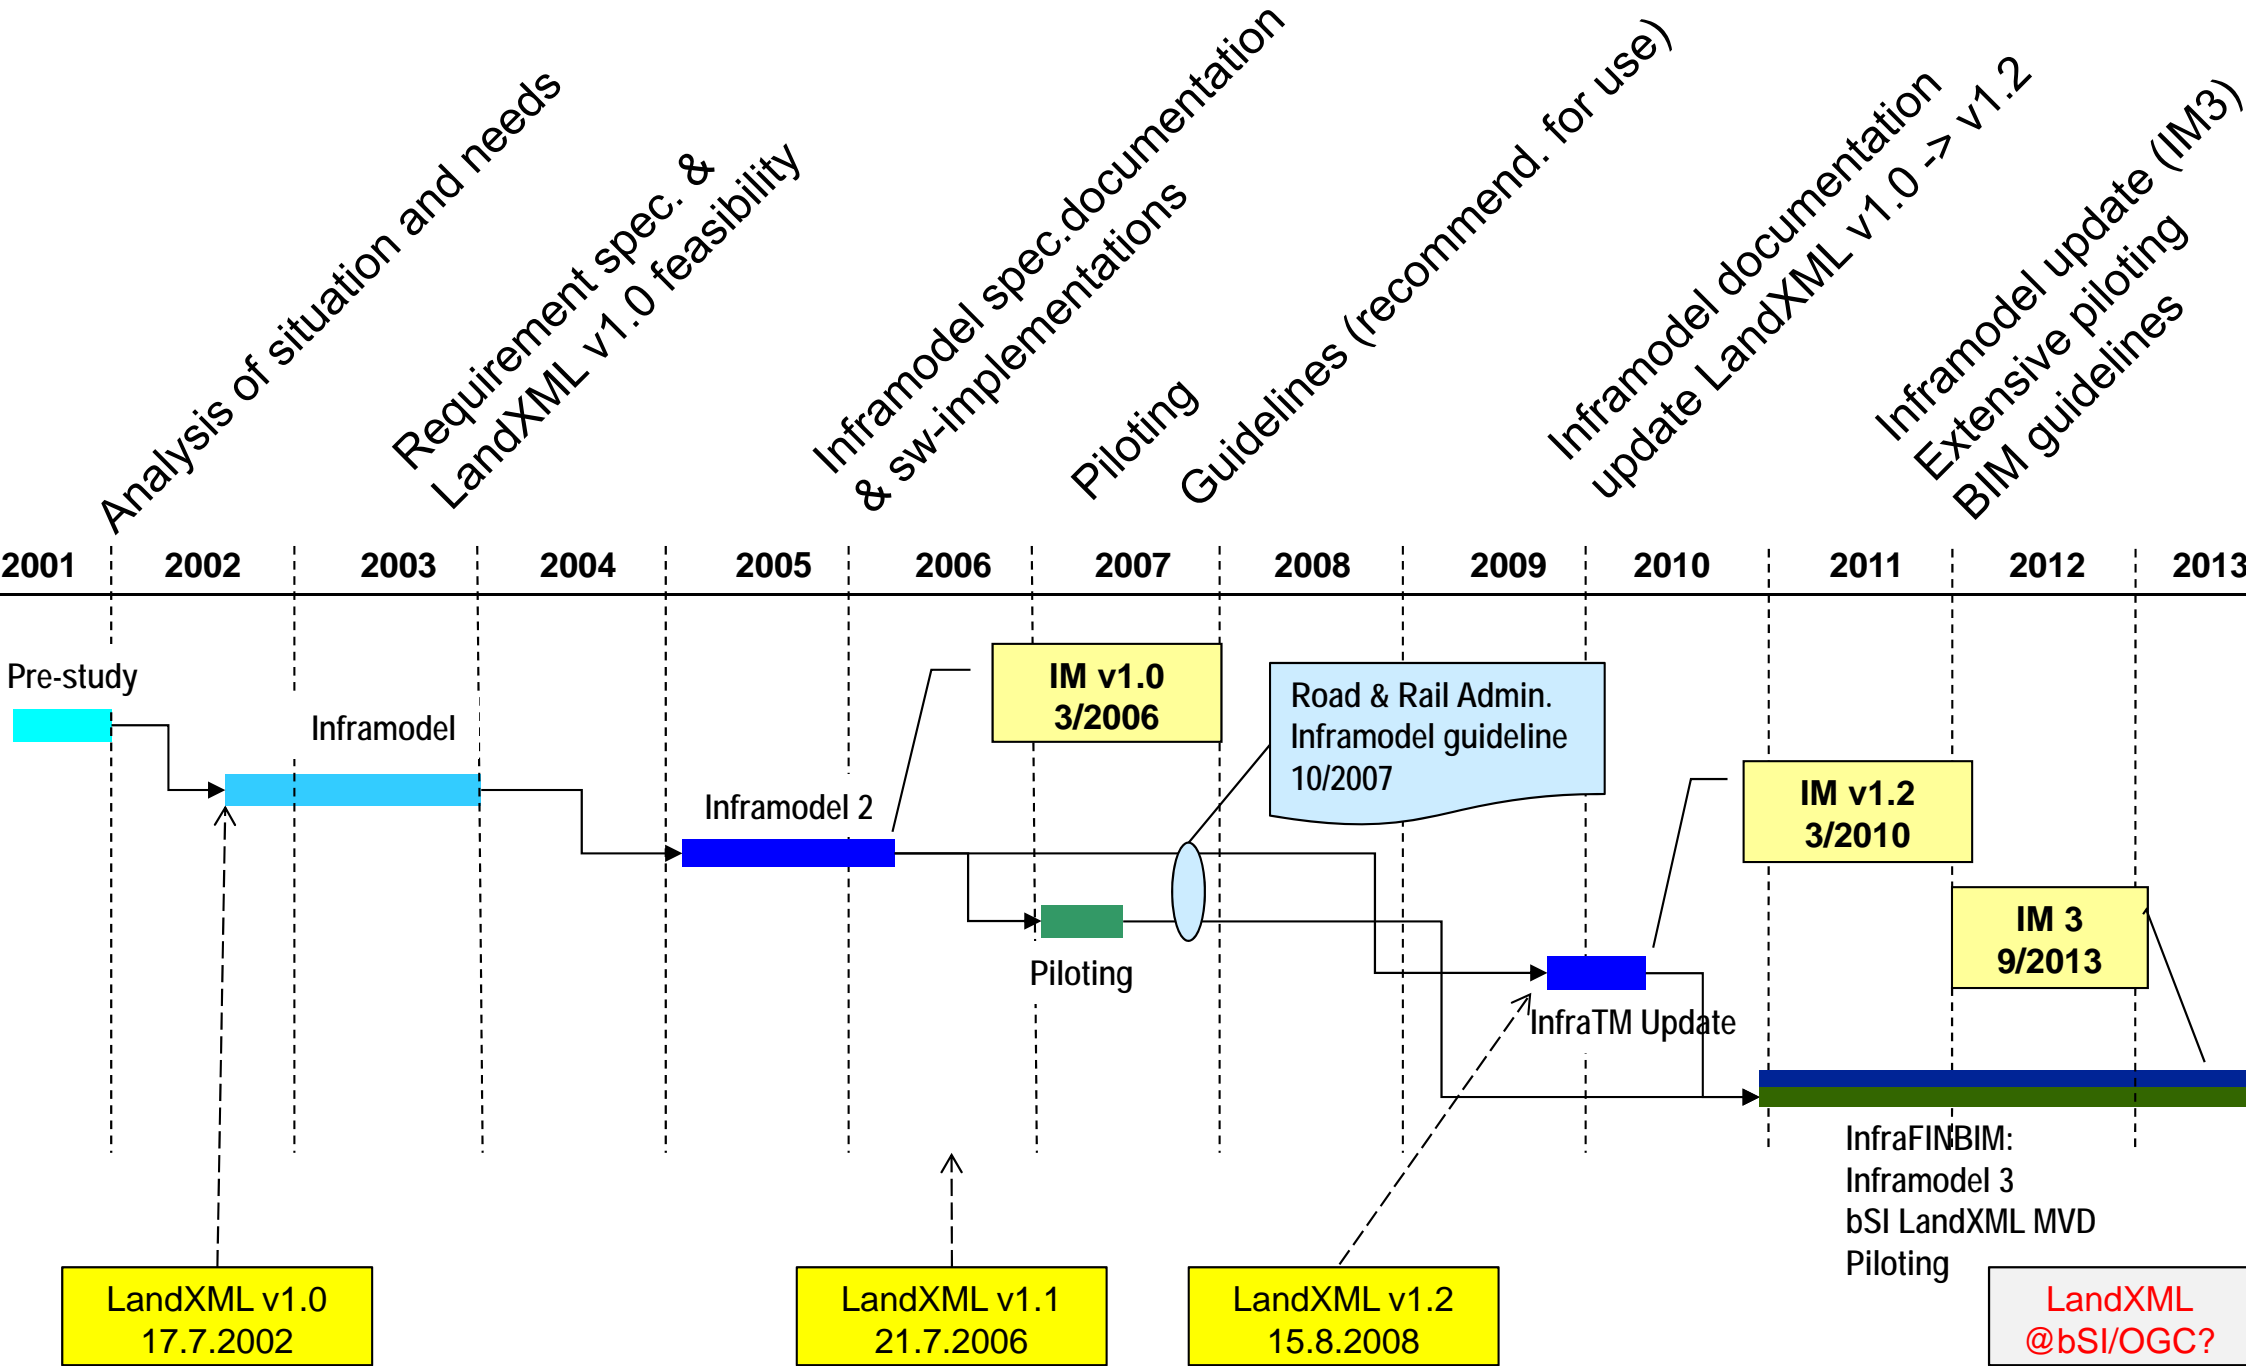 Analysis of situation and needs
Requirement spec. &
LandXML v1.0 feasibility
Inframodel spec.documentation
& sw-implementations
Piloting
Guidelines (recommend. for use)
Inframodel documentation
update LandXML v1.0 -> v1.2
Inframodel update (IM3)
Extensive piloting
BIM guidelines
2001 2002 2003 2004 2005 2006 2007 2008 2009 2010 2011 2012 2013
Pre-study
Inframodel
Inframodel 2
IM v1.0
3/2006
Road & Rail Admin.
Inframodel guideline
10/2007
IM v1.2
3/2010
IM 3
9/2013
Piloting
InfraTM Update
InfraFINBIM:
Inframodel 3
bSI LandXML MVD
Piloting
LandXML v1.0
17.7.2002
LandXML v1.1
21.7.2006
LandXML v1.2
15.8.2008
LandXML
@bSI/OGC?